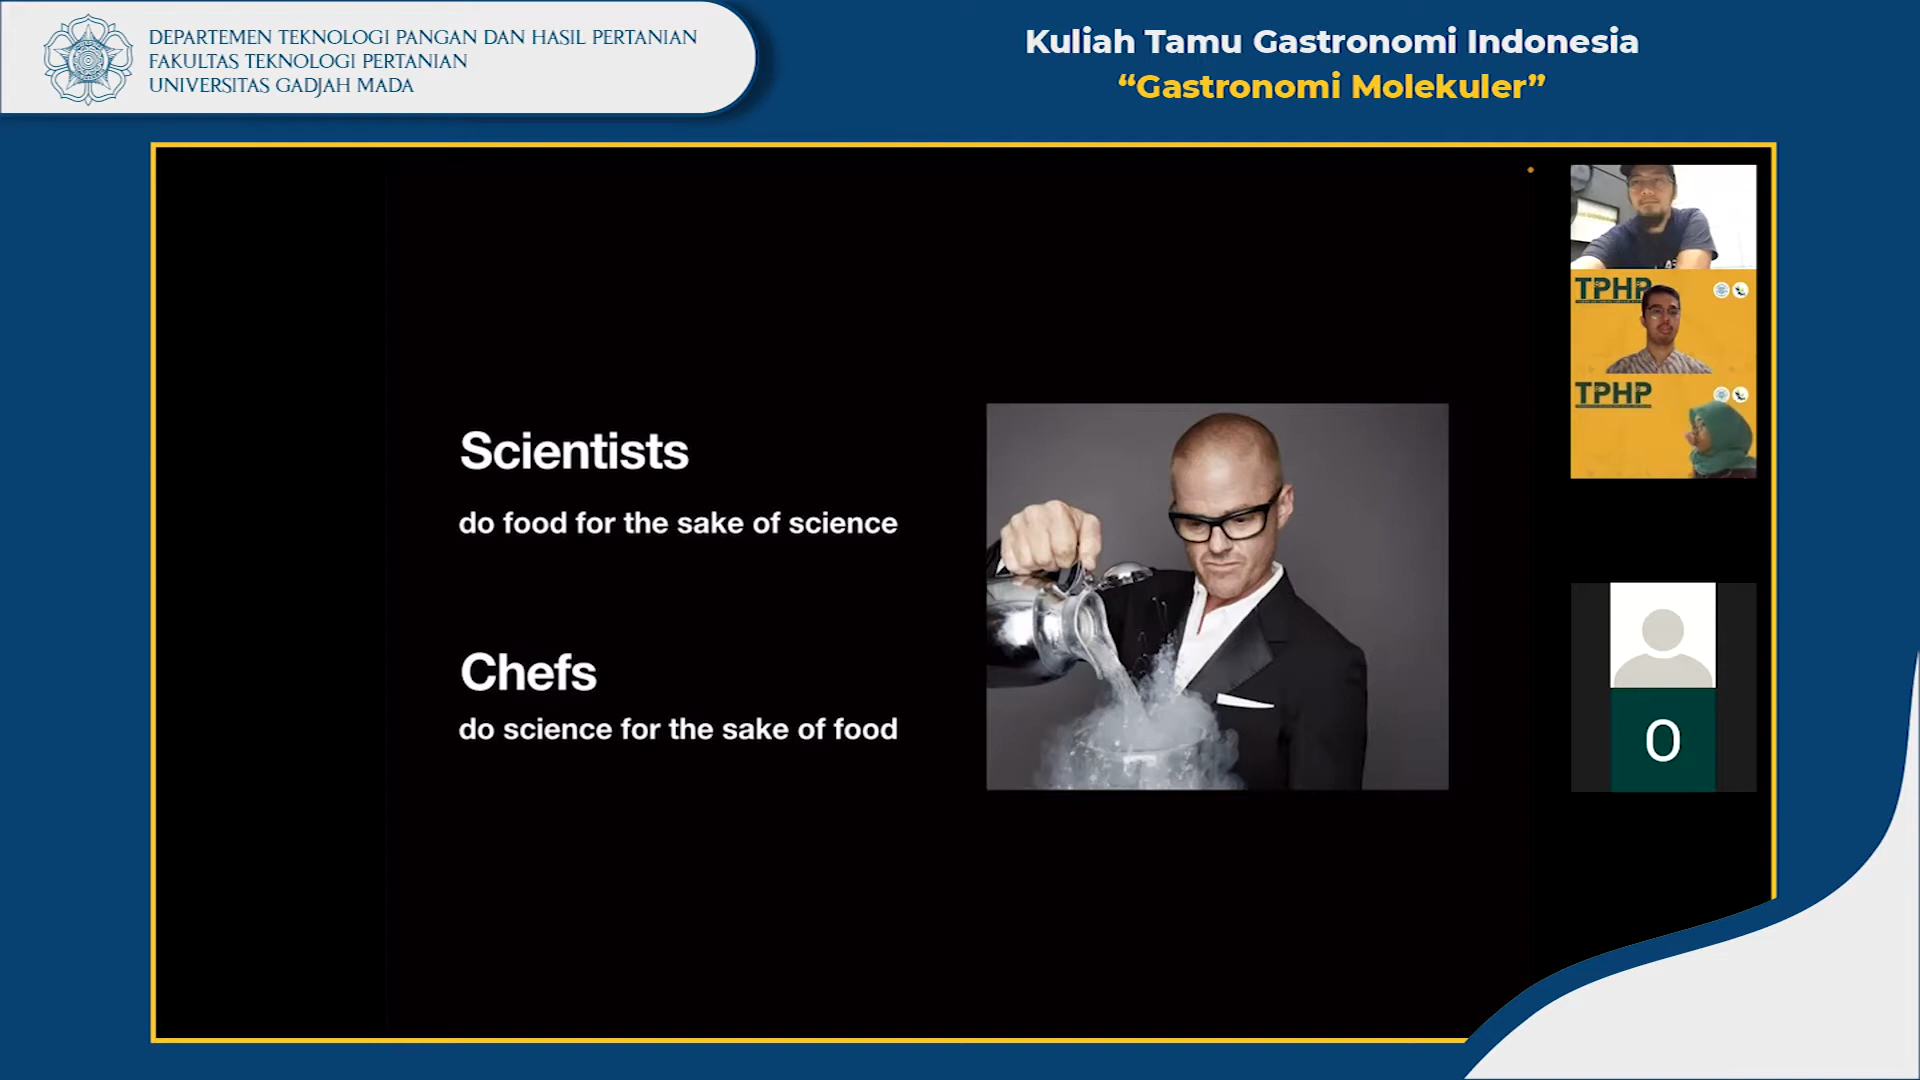 DEPARTEMEN TEKNOLOGI PANGAN DAN HASIL PERTANIAN
FAKULTAS TEKNOLOGI PERTANIAN
UNIVERSITAS GADJAH MADA
Kuliah Tamu Gastronomi Indonesia
“Gastronomi Molekuler”
Scientists
do food for the sake of science
Chefs
do science for the sake of food
TPHP
TPHP
O